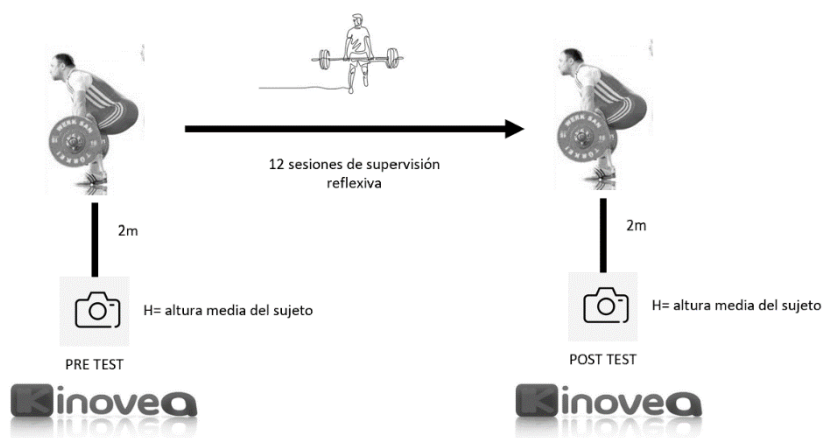 12 sesiones de supervisión
reflexiva
2m
2m
H= altura media del sujeto
H= altura media del sujeto
PRE TEST
POST TEST
Kinovea
Kinovea